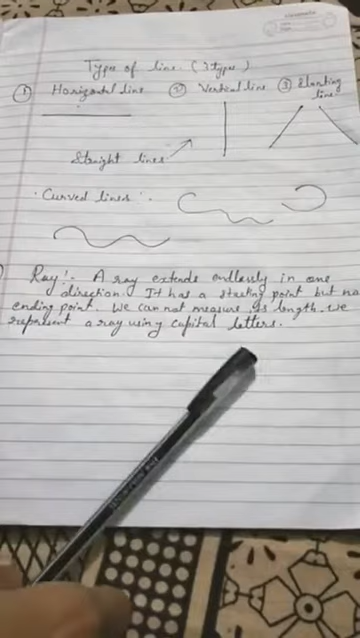 Types of line (3 types)
① Horizontal line ② Vertical line ③ Slanting line
Straight lines
Curved lines
Ray!- A ray extends endlessly in one
direction. It has a starting point but no
ending point. We can not measure its length. We
represent a ray using capital letters.